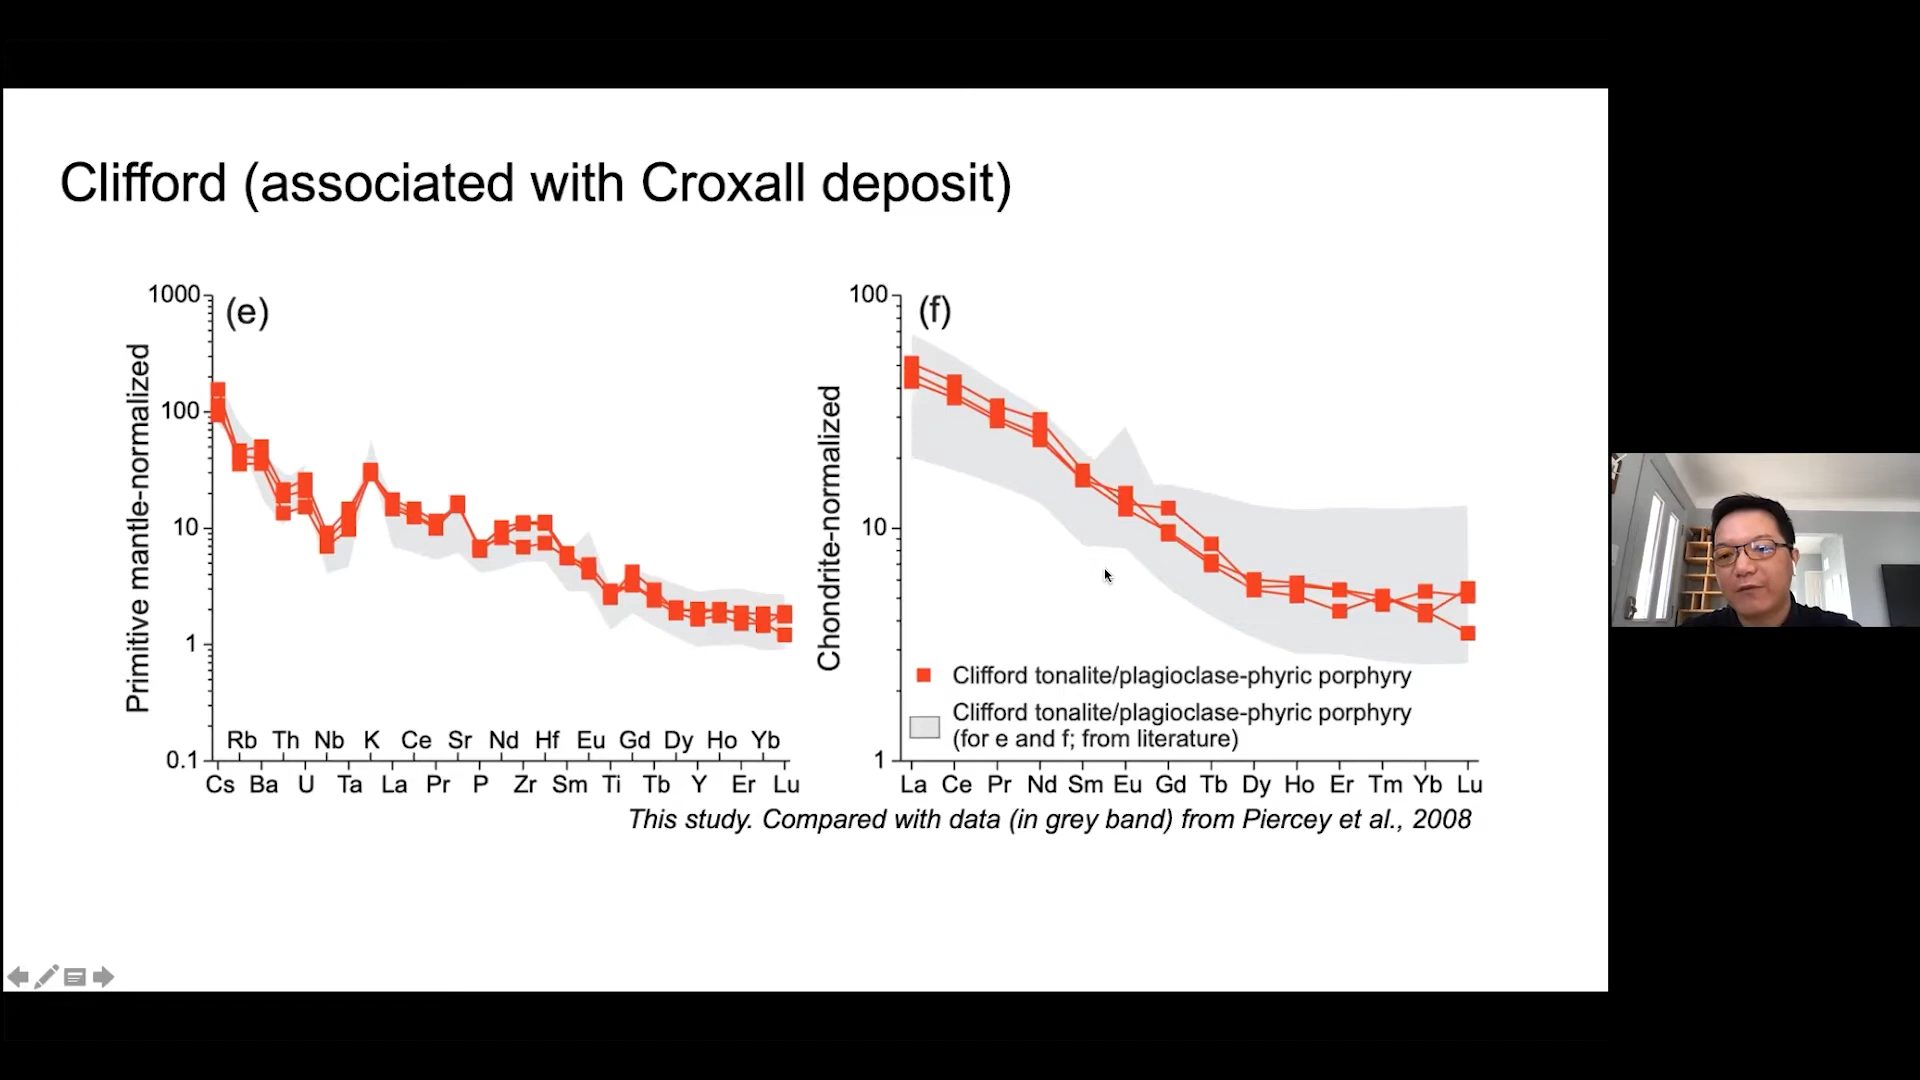 Clifford (associated with Croxall deposit)
(e)
Primitive mantle-normalized
1000
100
10
1
0.1
Rb Th Nb K Ce Sr Nd Hf Eu Gd Dy Ho Yb
Cs Ba U Ta La Pr P Zr Sm Ti Tb Y Er Lu
(f)
Chondrite-normalized
100
10
1
Clifford tonalite/plagioclase-phyric porphyry
Clifford tonalite/plagioclase-phyric porphyry
(for e and f; from literature)
La Ce Pr Nd Sm Eu Gd Tb Dy Ho Er Tm Yb Lu
This study. Compared with data (in grey band) from Piercey et al., 2008